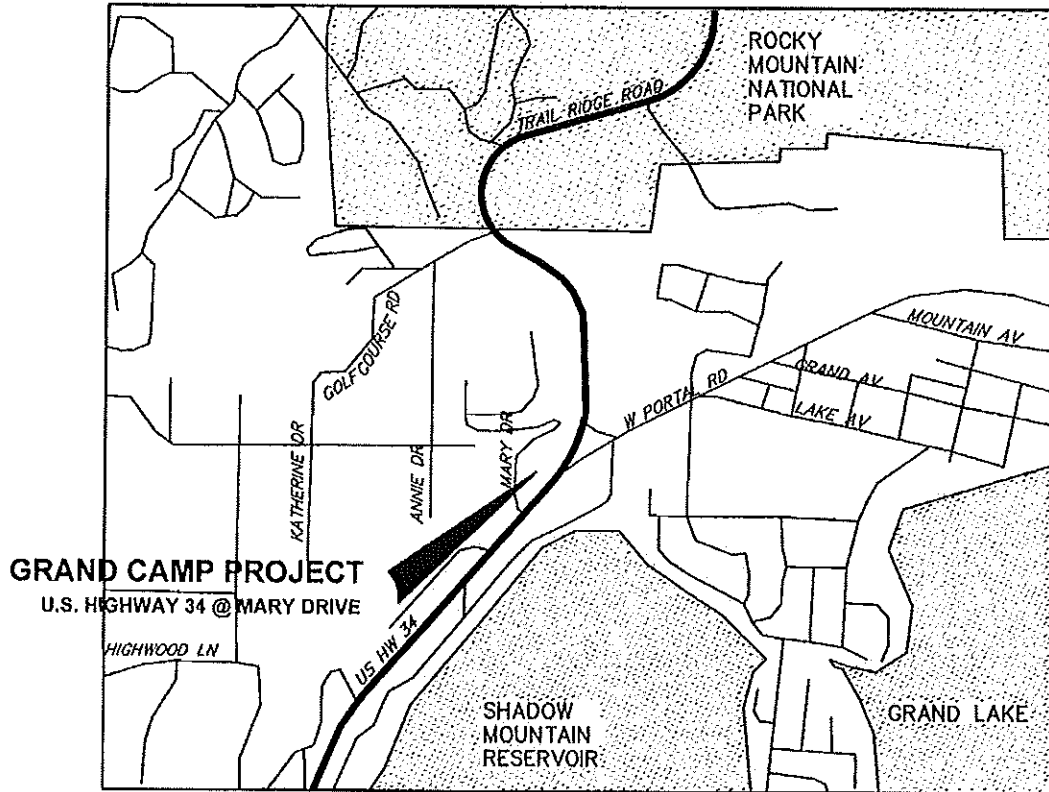 ROCKY
MOUNTAIN
NATIONAL
PARK
TRAIL RIDGE ROAD
MOUNTAIN AV
GOLFCOURSE RD
GRAND AV
W PORTAL RD
LAKE AV
KATHERINE DR
ANNIE DR
MARY DR
GRAND CAMP PROJECT
U.S. HIGHWAY 34 @ MARY DRIVE
HIGHWOOD LN
US HW 34
SHADOW
MOUNTAIN
RESERVOIR
GRAND LAKE